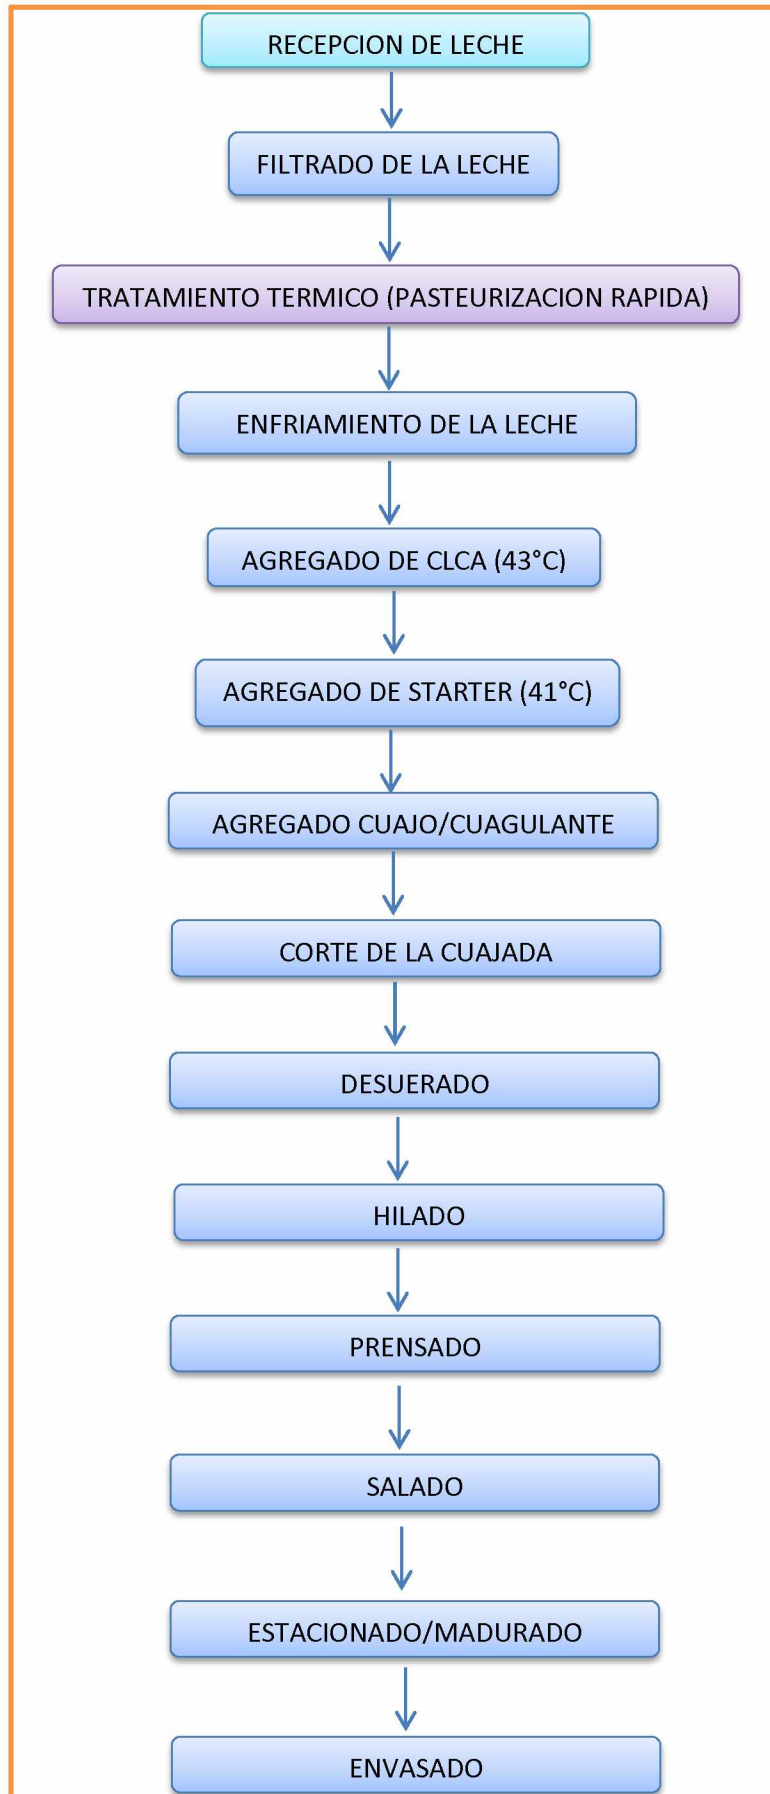 RECEPCION DE LECHE
FILTRADO DE LA LECHE
TRATAMIENTO TERMICO (PASTEURIZACION RAPIDA)
ENFRIAMIENTO DE LA LECHE
AGREGADO DE CLCA (43°C)
AGREGADO DE STARTER (41°C)
AGREGADO CUAJO/CUAGULANTE
CORTE DE LA CUAJADA
DESUERADO
HILADO
PRENSADO
SALADO
ESTACIONADO/MADURADO
ENVASADO